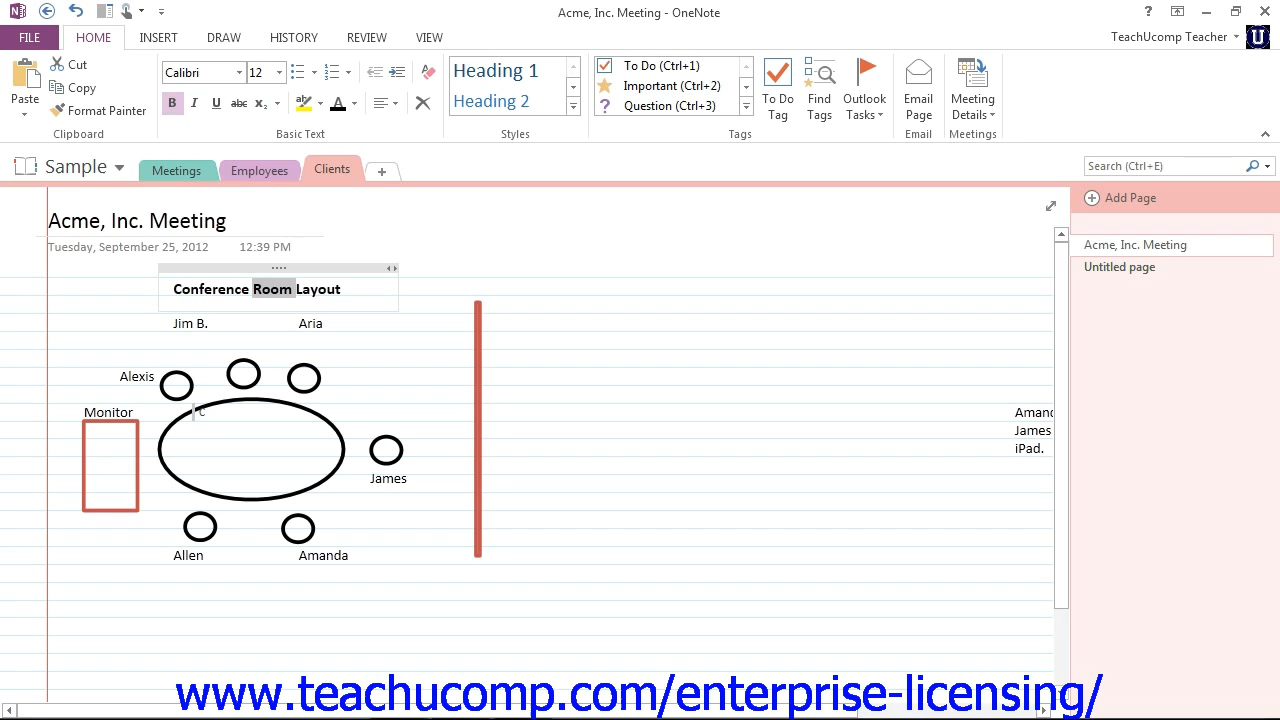 Acme, Inc. Meeting - OneNote
?
FILE HOME INSERT DRAW HISTORY REVIEW VIEW
TeachUcomp Teacher
U
Paste
Cut
Copy
Format Painter
Clipboard
Calibri 12
B I U abc X₂ ab A
Basic Text
Heading 1
Heading 2
Styles
To Do (Ctrl+1)
Important (Ctrl+2)
Question (Ctrl+3)
To Do Tag
Find Tags
Outlook Tasks
Tags
Email Page
Email
Meeting Details
Meetings
Sample
Meetings Employees Clients +
Search (Ctrl+E)
Acme, Inc. Meeting
Tuesday, September 25, 2012 12:39 PM
Add Page
Acme, Inc. Meeting
Untitled page
Conference Room Layout
Jim B. Aria
Alexis
Monitor
C
James
Allen Amanda
Amand
James
iPad.
www.teachucomp.com/enterprise-licensing/